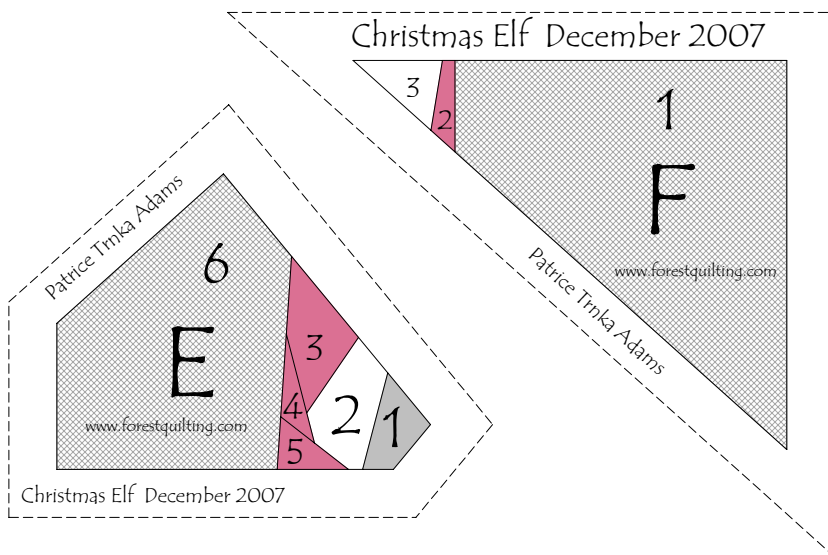 Christmas Elf December 2007
3
2
1
F
www.forestquilting.com
Patrice Trnka Adams
Patrice Trnka Adams
6
E
www.forestquilting.com
3
4
5
2
1
Christmas Elf December 2007